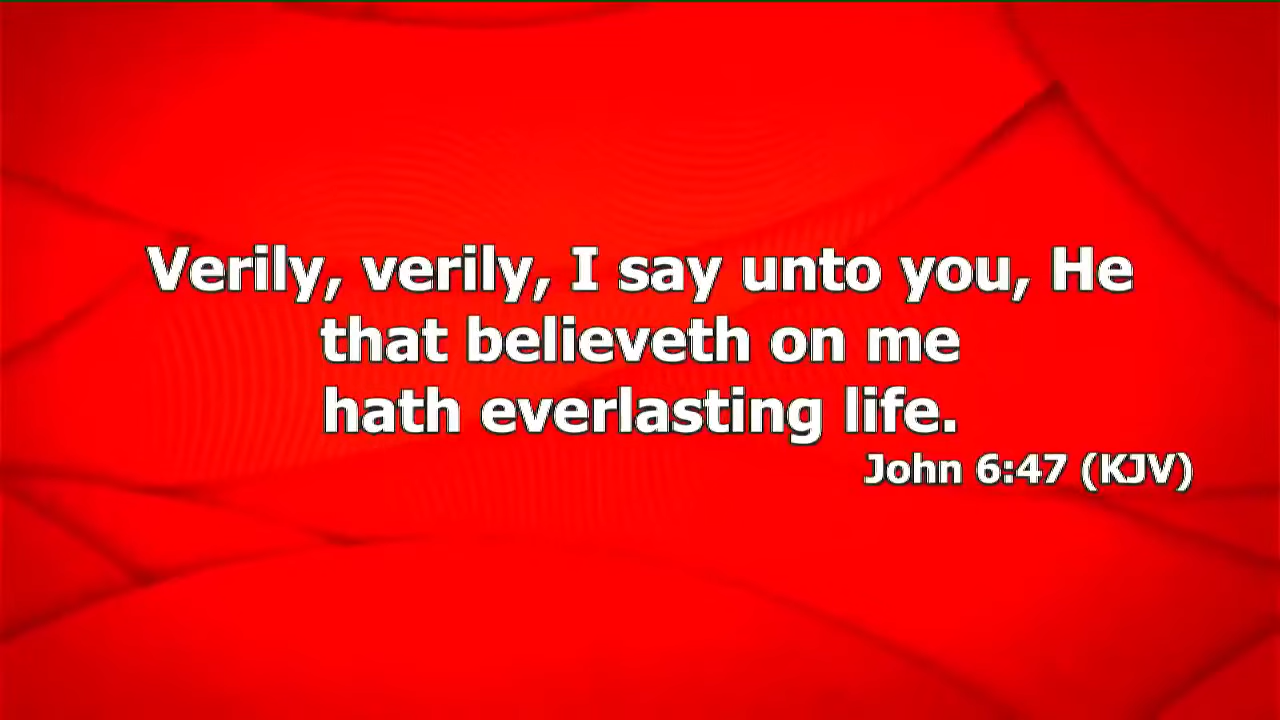 Verily, verily, I say unto you, He
that believeth on me
hath everlasting life.
John 6:47 (KJV)